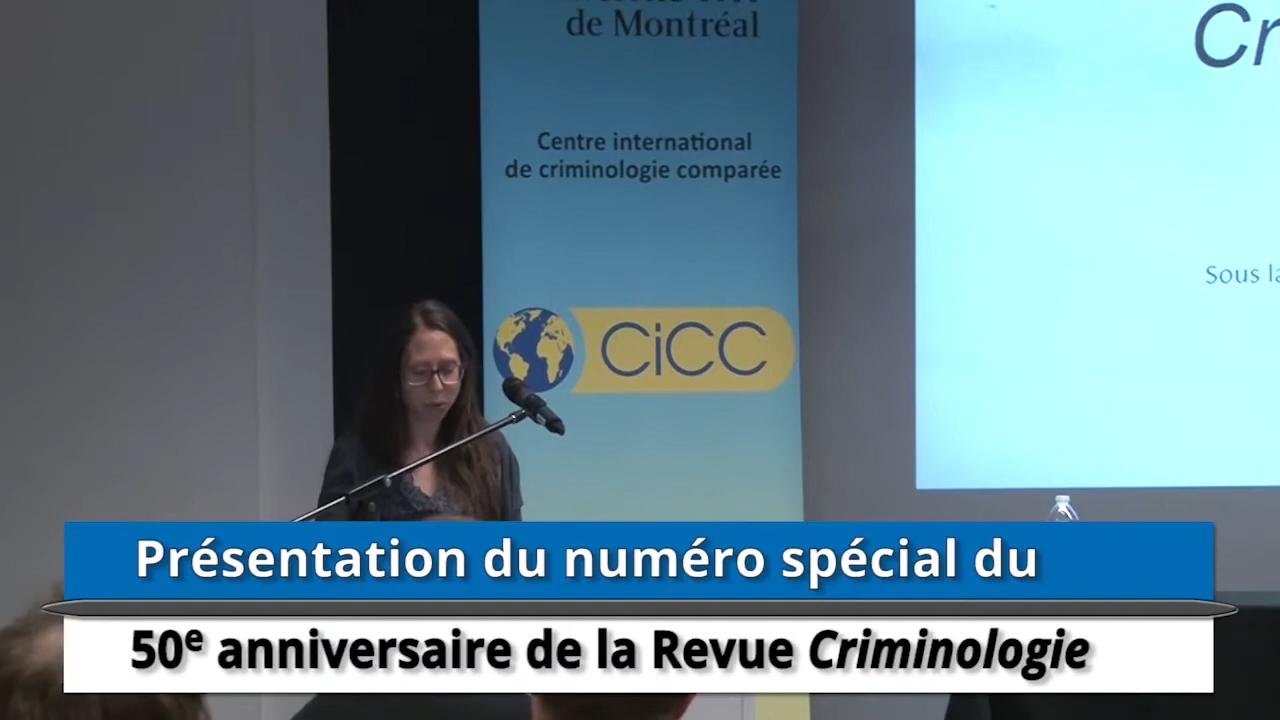 de Montréal
Centre international
de criminologie comparée
CiCC
Cr
Sous la
Présentation du numéro spécial du
50e anniversaire de la Revue Criminologie